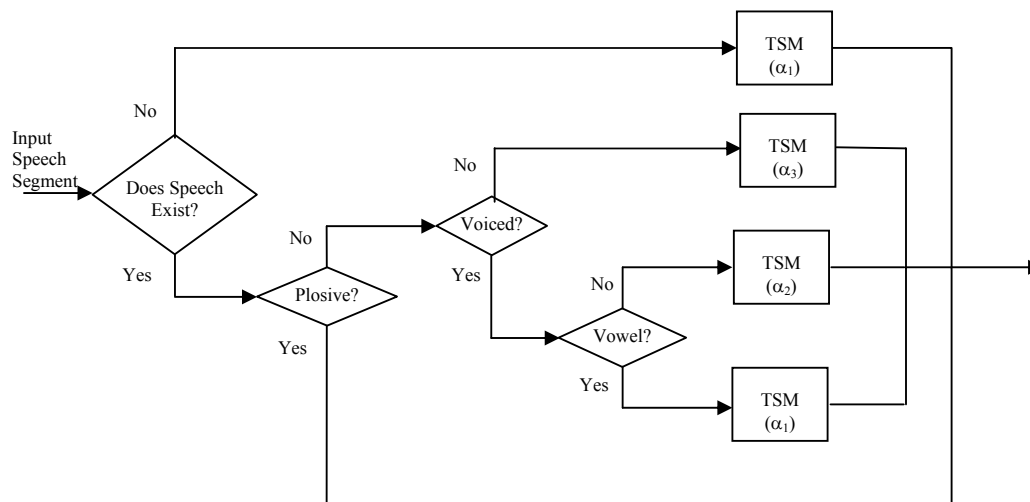 TSM
(α₁)
No
Input
Speech
Segment
Does Speech
Exist?
No
TSM
(α₃)
Voiced?
No
Yes
Plosive?
Yes
Yes
No
TSM
(α₂)
Vowel?
Yes
TSM
(α₁)